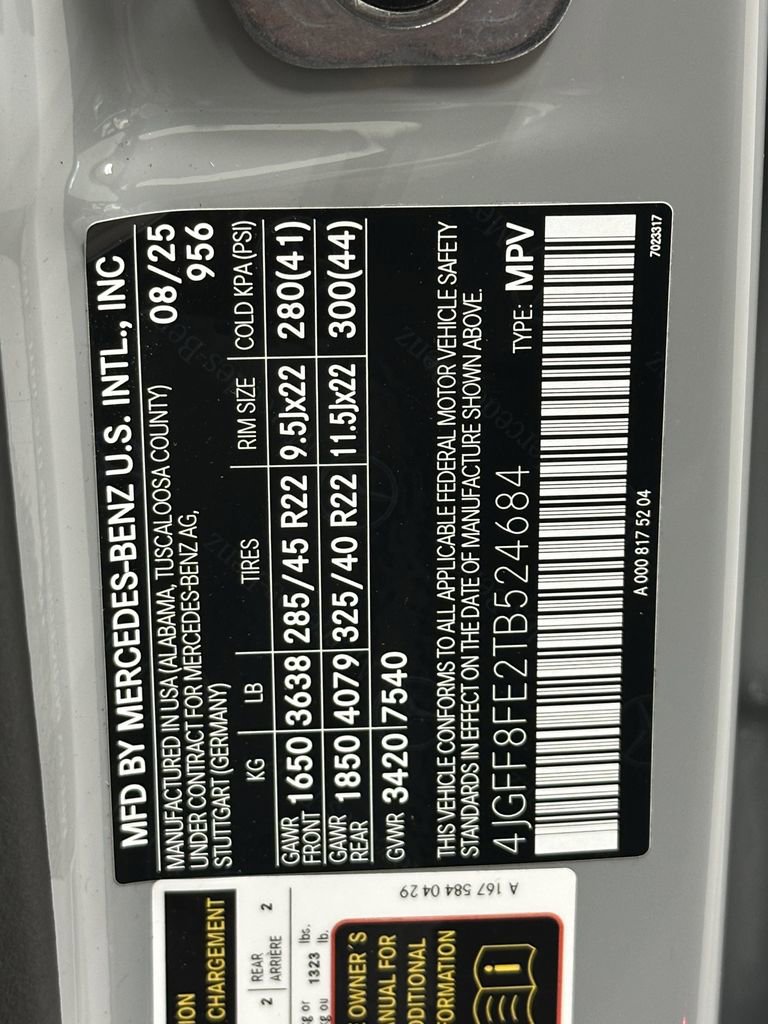 MFD BY MERCEDES-BENZ U.S. INTL., INC
MANUFACTURED IN USA (ALABAMA, TUSCALOOSA COUNTY) 08/25
UNDER CONTRACT FOR MERCEDES-BENZ AG, 956
STUTTGART (GERMANY)
KG LB TIRES RIM SIZE COLD KPA (PSI)
GAWR FRONT 1650 3638 285/45 R22 9.5Jx22 280(41)
GAWR REAR 1850 4079 325/40 R22 11.5Jx22 300(44)
GVWR 3420 7540
THIS VEHICLE CONFORMS TO ALL APPLICABLE FEDERAL MOTOR VEHICLE SAFETY
STANDARDS IN EFFECT ON THE DATE OF MANUFACTURE SHOWN ABOVE.
4JGFF8FE2TB524684 TYPE: MPV
A 000 817 52 04 7023317
A 167 584 04 29
CHARGEMENT
2 REAR 2
ARRIÈRE
kg or 1323 lbs.
kg ou lb.
OWNER'S
MANUAL FOR